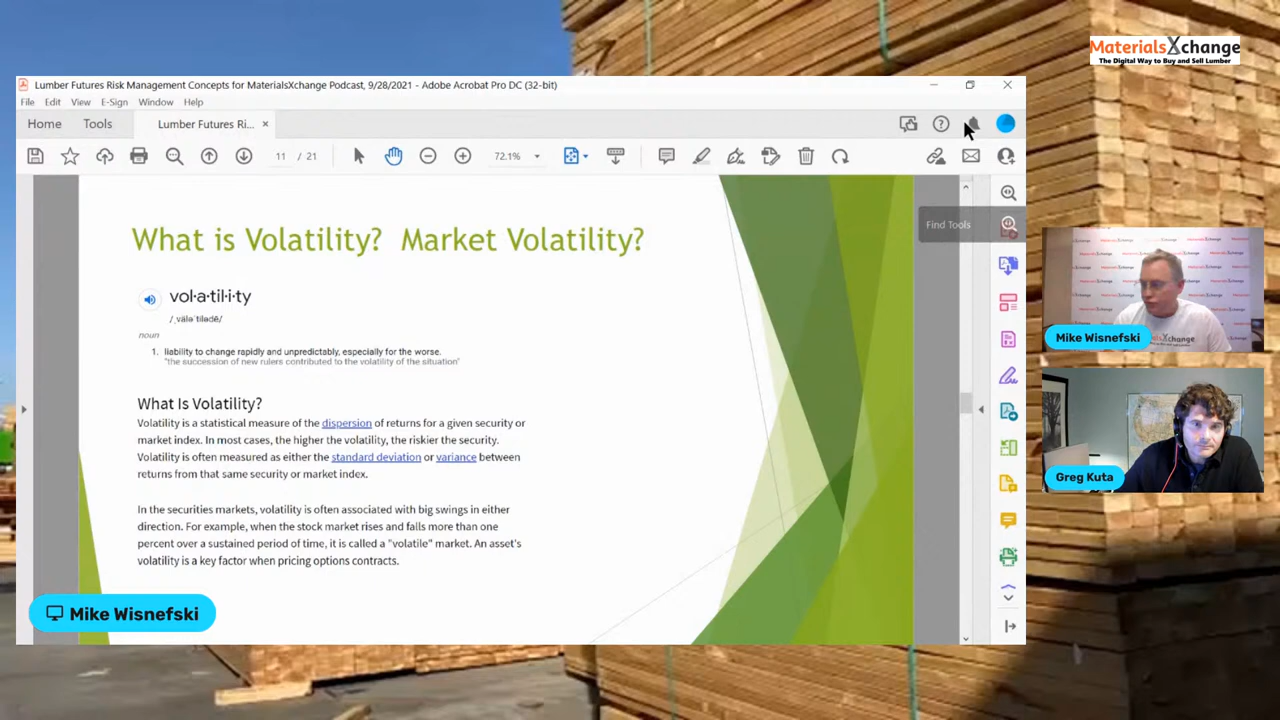 MaterialsXchange
The Digital Way to Buy and Sell Lumber
Lumber Futures Risk Management Concepts for MaterialsXchange Podcast, 9/28/2021 - Adobe Acrobat Pro DC (32-bit)
File Edit View E-Sign Window Help
Home Tools Lumber Futures Ri... ×
11 / 21 72.1%
Find Tools
What is Volatility? Market Volatility?
vol·a·til·i·ty
/ˌväləˈtilədē/
noun
1. liability to change rapidly and unpredictably, especially for the worse.
"the succession of new rulers contributed to the volatility of the situation"
What Is Volatility?
Volatility is a statistical measure of the dispersion of returns for a given security or
market index. In most cases, the higher the volatility, the riskier the security.
Volatility is often measured as either the standard deviation or variance between
returns from that same security or market index.
In the securities markets, volatility is often associated with big swings in either
direction. For example, when the stock market rises and falls more than one
percent over a sustained period of time, it is called a "volatile" market. An asset's
volatility is a key factor when pricing options contracts.
Mike Wisnefski
Mike Wisnefski
Greg Kuta